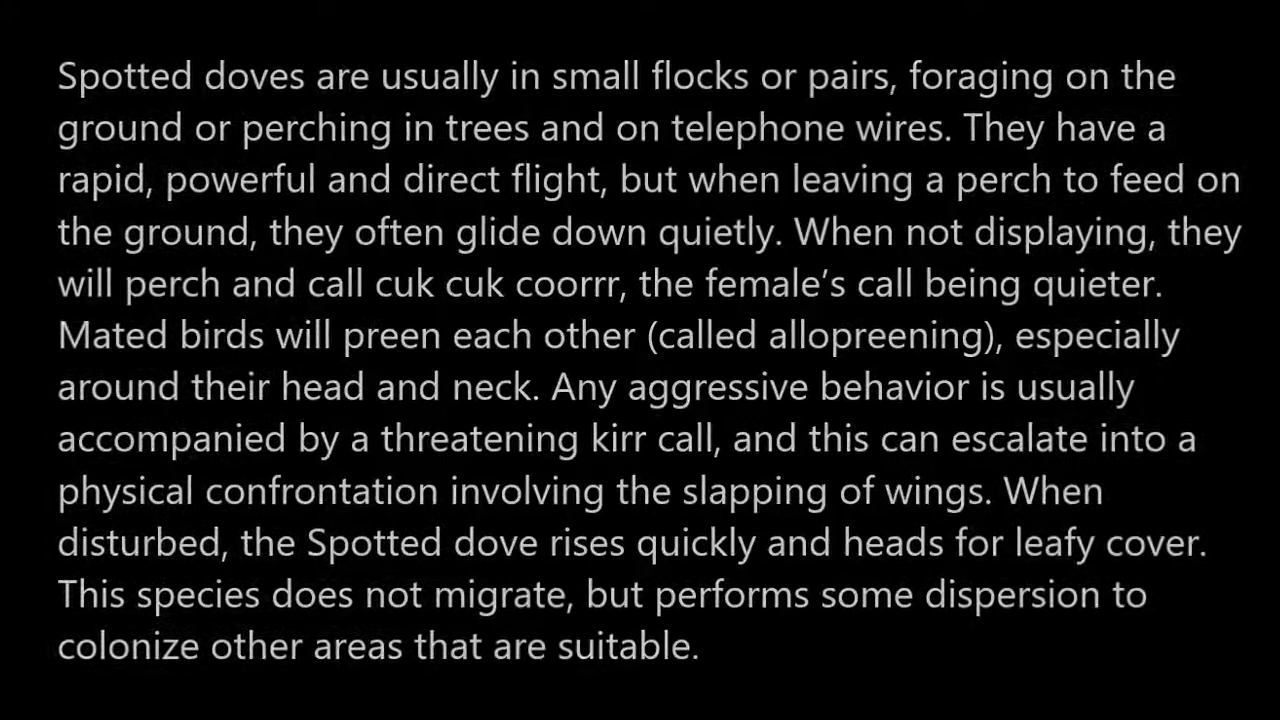 Spotted doves are usually in small flocks or pairs, foraging on the
ground or perching in trees and on telephone wires. They have a
rapid, powerful and direct flight, but when leaving a perch to feed on
the ground, they often glide down quietly. When not displaying, they
will perch and call cuk cuk coorrr, the female’s call being quieter.
Mated birds will preen each other (called allopreening), especially
around their head and neck. Any aggressive behavior is usually
accompanied by a threatening kirr call, and this can escalate into a
physical confrontation involving the slapping of wings. When
disturbed, the Spotted dove rises quickly and heads for leafy cover.
This species does not migrate, but performs some dispersion to
colonize other areas that are suitable.